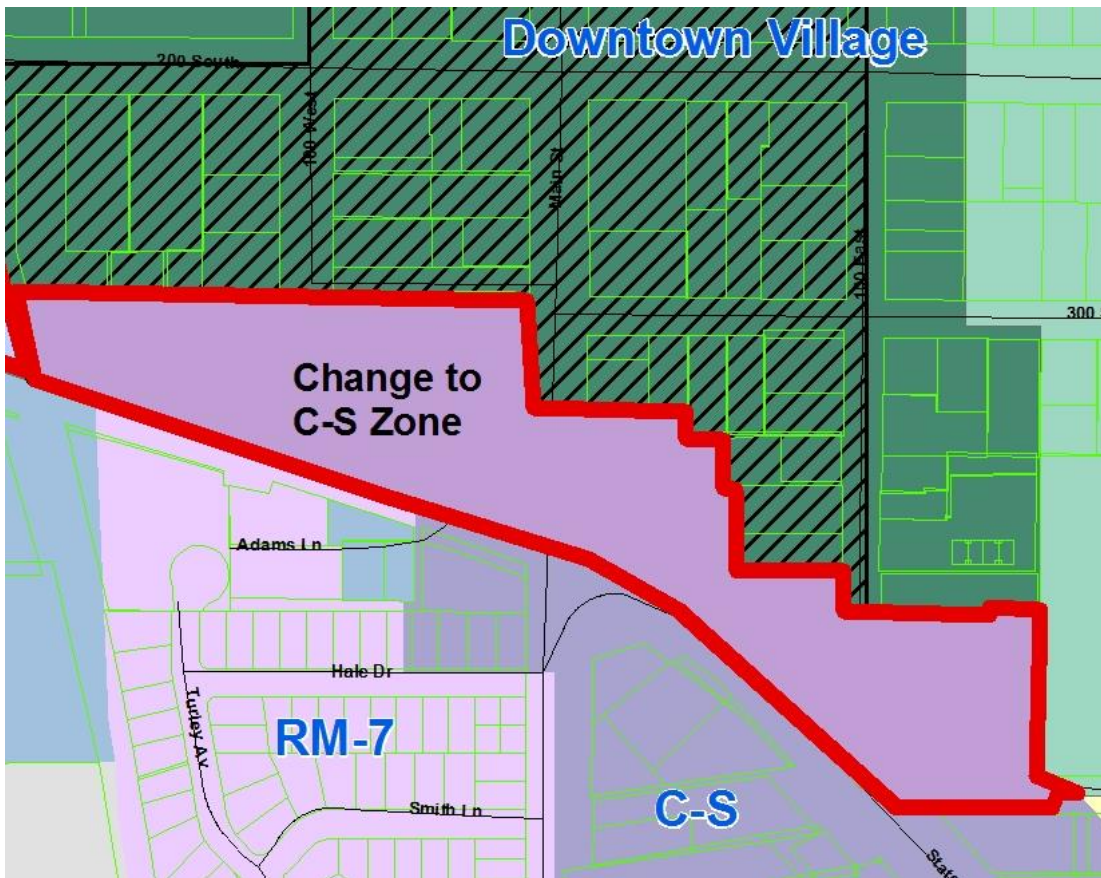 Downtown Village
200 South
100 West
Main St
100 East
300
Change to
C-S Zone
Adams Ln
Hale Dr
Turley Av
RM-7
Smith Ln
C-S
State